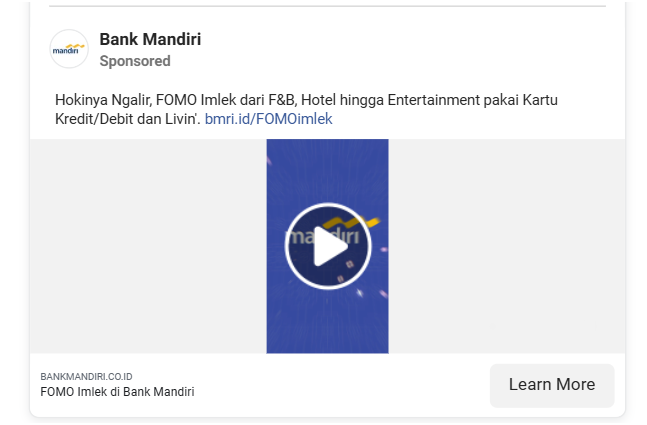 mandiri
Bank Mandiri
Sponsored
Hokinya Ngalir, FOMO Imlek dari F&B, Hotel hingga Entertainment pakai Kartu
Kredit/Debit dan Livin'. bmri.id/FOMOimlek
mandiri
BANKMANDIRI.CO.ID
FOMO Imlek di Bank Mandiri
Learn More